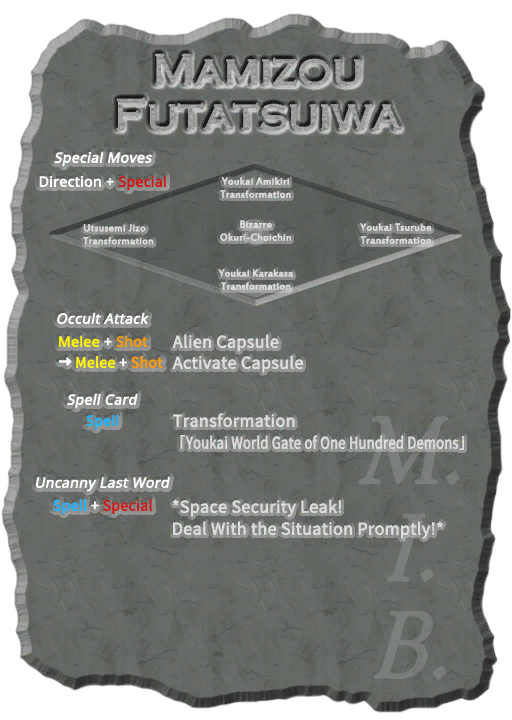 MAMIZOU
FUTATSUIWA
Special Moves
Direction + Special
Youkai Amikiri
Transformation
Utsusemi Jizo
Transformation
Bizarre
Okuri-Choichin
Youkai Tsurube
Transformation
Youkai Karakasa
Transformation
Occult Attack
Melee + Shot Alien Capsule
→ Melee + Shot Activate Capsule
Spell Card
Spell Transformation
「Youkai World Gate of One Hundred Demons」
Uncanny Last Word
Spell + Special *Space Security Leak!
Deal With the Situation Promptly!*
M.
I.
B.